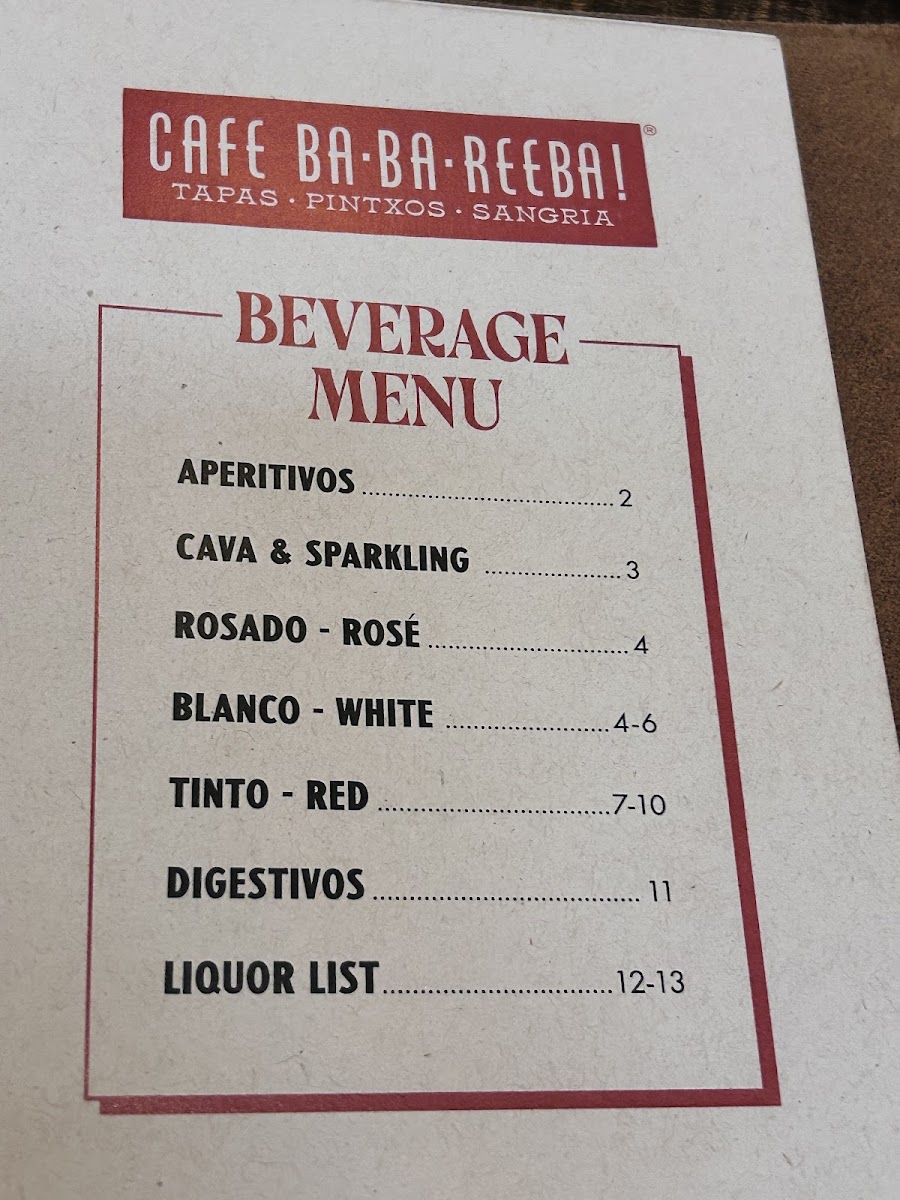 CAFE BA·BA·REEBA!®
TAPAS · PINTXOS · SANGRIA
BEVERAGE
MENU
APERITIVOS ........ 2
CAVA & SPARKLING ........ 3
ROSADO - ROSÉ ........ 4
BLANCO - WHITE ........ 4-6
TINTO - RED ........ 7-10
DIGESTIVOS ........ 11
LIQUOR LIST ........ 12-13